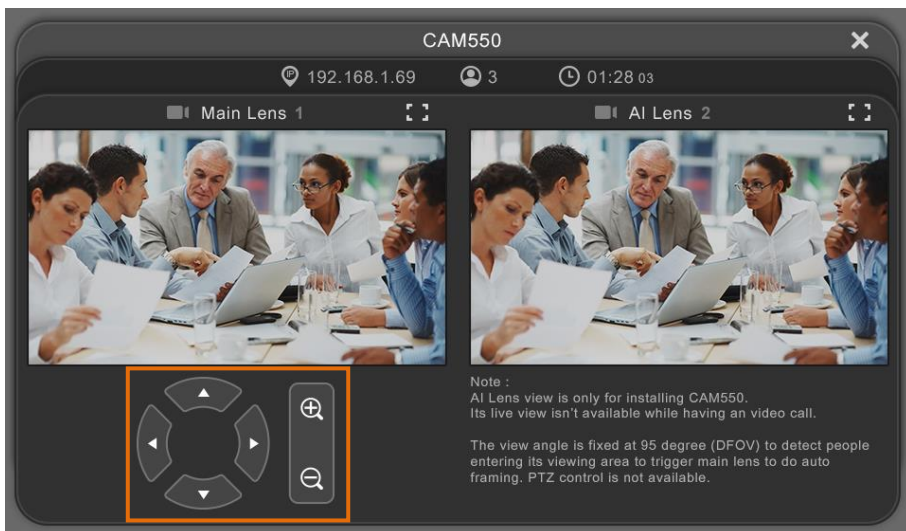 CAM550
IP 192.168.1.69 3 01:28 03
Main Lens 1
AI Lens 2
Note :
AI Lens view is only for installing CAM550.
Its live view isn't available while having an video call.
The view angle is fixed at 95 degree (DFOV) to detect people
entering its viewing area to trigger main lens to do auto
framing. PTZ control is not available.